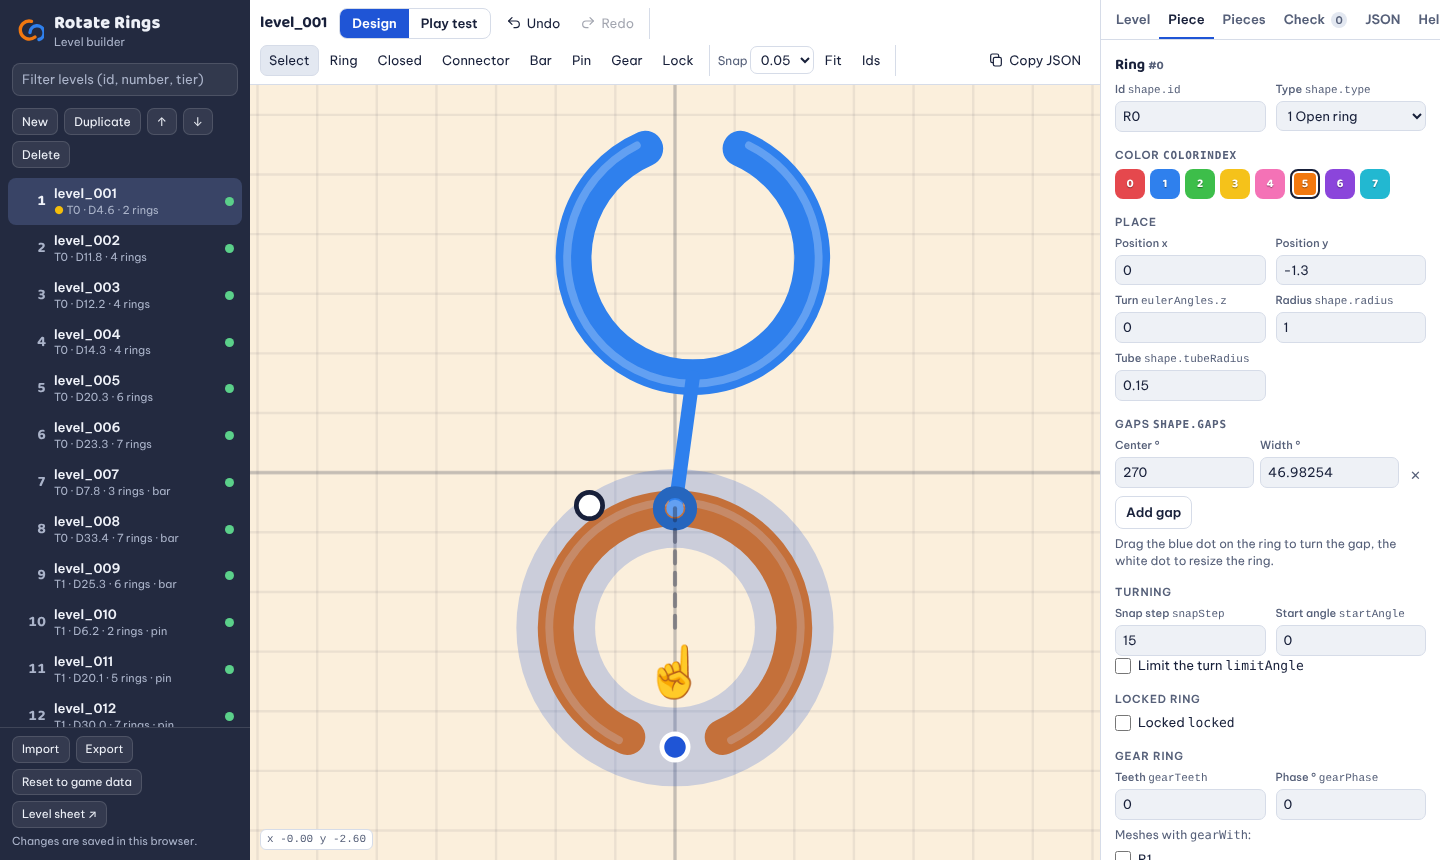 Rotate Rings
Level builder
Filter levels (id, number, tier)
New
Duplicate
↑
↓
Delete
1
level_001
T0 · D4.6 · 2 rings
2
level_002
T0 · D11.8 · 4 rings
3
level_003
T0 · D12.2 · 4 rings
4
level_004
T0 · D14.3 · 4 rings
5
level_005
T0 · D20.3 · 6 rings
6
level_006
T0 · D23.3 · 7 rings
7
level_007
T0 · D7.8 · 3 rings · bar
8
level_008
T0 · D33.4 · 7 rings · bar
9
level_009
T1 · D25.3 · 6 rings · bar
10
level_010
T1 · D6.2 · 2 rings · pin
11
level_011
T1 · D20.1 · 5 rings · pin
12
level_012
T1 · D30.0 · 7 rings · pin
Import
Export
Reset to game data
Level sheet ↗
Changes are saved in this browser.
level_001
Design
Play test
Undo
Redo
Select
Ring
Closed
Connector
Bar
Pin
Gear
Lock
Snap
0.05
Fit
Ids
Copy JSON
x -0.00 y -2.60
Level
Piece
Pieces
Check 0
JSON
Hel
Ring #0
Id shape.id
Type shape.type
R0
1 Open ring
COLOR COLORINDEX
0
1
2
3
4
5
6
7
PLACE
Position x
Position y
0
-1.3
Turn eulerAngles.z
Radius shape.radius
0
1
Tube shape.tubeRadius
0.15
GAPS SHAPE.GAPS
Center °
Width °
270
46.98254
×
Add gap
Drag the blue dot on the ring to turn the gap, the
white dot to resize the ring.
TURNING
Snap step snapStep
Start angle startAngle
15
0
Limit the turn limitAngle
LOCKED RING
Locked locked
GEAR RING
Teeth gearTeeth
Phase ° gearPhase
0
0
Meshes with gearWith:
R1